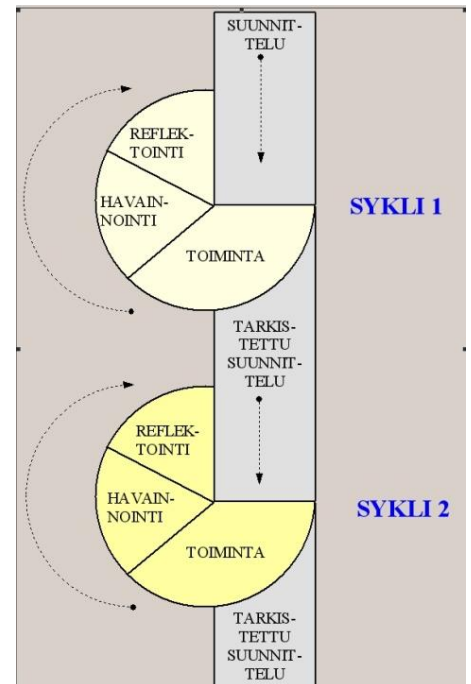 SUUNNIT-
TELU
REFLEK-
TOINTI
HAVAIN-
NOINTI
SYKLI 1
TOIMINTA
TARKIS-
TETTU
SUUNNIT-
TELU
REFLEK-
TOINTI
HAVAIN-
NOINTI
SYKLI 2
TOIMINTA
TARKIS-
TETTU
SUUNNIT-
TELU